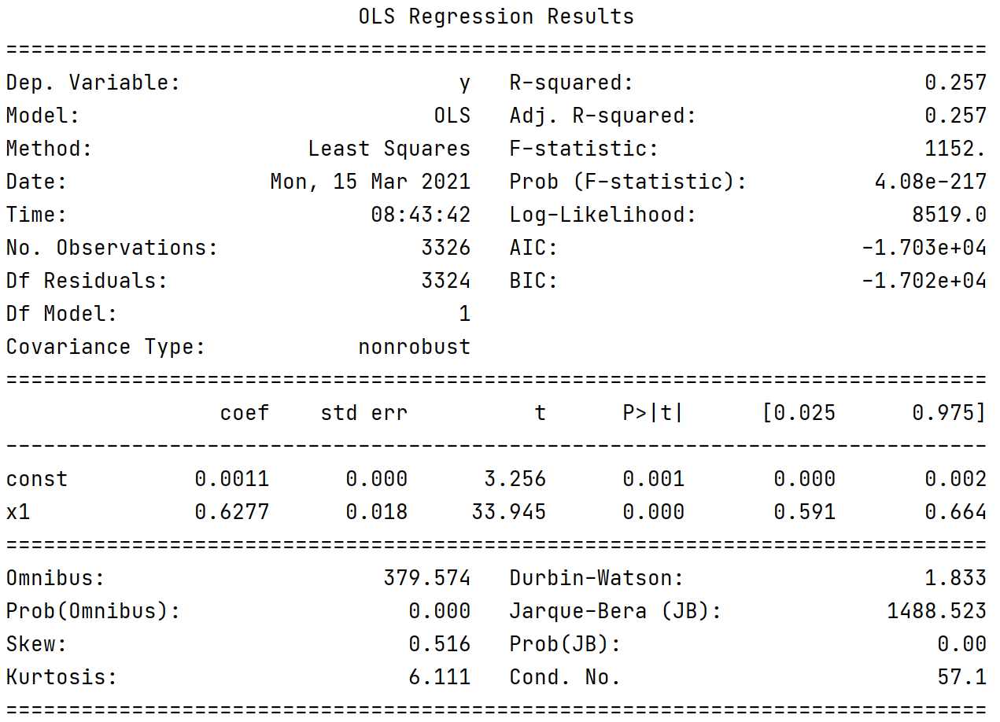 OLS Regression Results
==============================================================================
Dep. Variable:                      y   R-squared:                       0.257
Model:                            OLS   Adj. R-squared:                  0.257
Method:                 Least Squares   F-statistic:                     1152.
Date:                Mon, 15 Mar 2021   Prob (F-statistic):          4.08e-217
Time:                        08:43:42   Log-Likelihood:                 8519.0
No. Observations:                3326   AIC:                        -1.703e+04
Df Residuals:                    3324   BIC:                        -1.702e+04
Df Model:                           1
Covariance Type:            nonrobust
==============================================================================
                 coef    std err          t      P>|t|      [0.025      0.975]
------------------------------------------------------------------------------
const          0.0011      0.000      3.256      0.001       0.000       0.002
x1             0.6277      0.018     33.945      0.000       0.591       0.664
==============================================================================
Omnibus:                      379.574   Durbin-Watson:                   1.833
Prob(Omnibus):                  0.000   Jarque-Bera (JB):             1488.523
Skew:                           0.516   Prob(JB):                         0.00
Kurtosis:                       6.111   Cond. No.                         57.1
==============================================================================